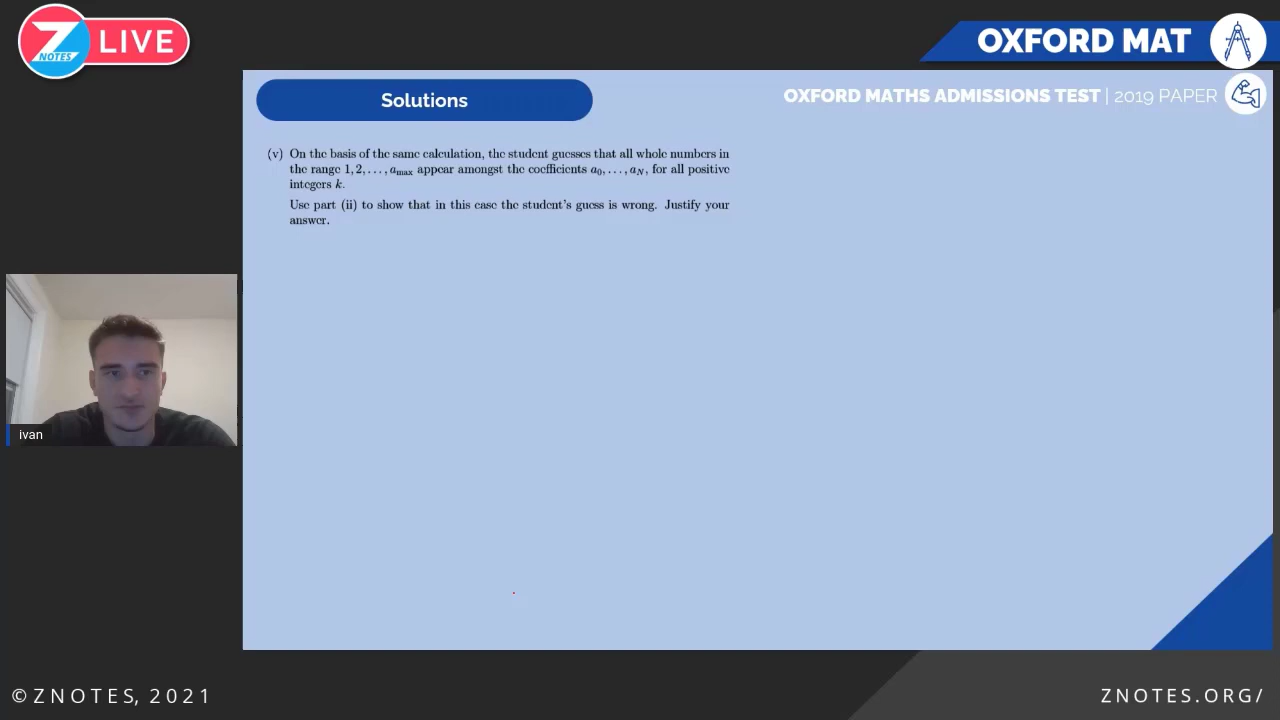 Z NOTES LIVE
OXFORD MAT
Solutions
OXFORD MATHS ADMISSIONS TEST | 2019 PAPER
(v) On the basis of the same calculation, the student guesses that all whole numbers in
the range 1, 2, . . . , a_max appear amongst the coefficients a_0, . . . , a_N, for all positive
integers k.
Use part (ii) to show that in this case the student's guess is wrong. Justify your
answer.
ivan
© ZNOTES, 2021
ZNOTES.ORG/